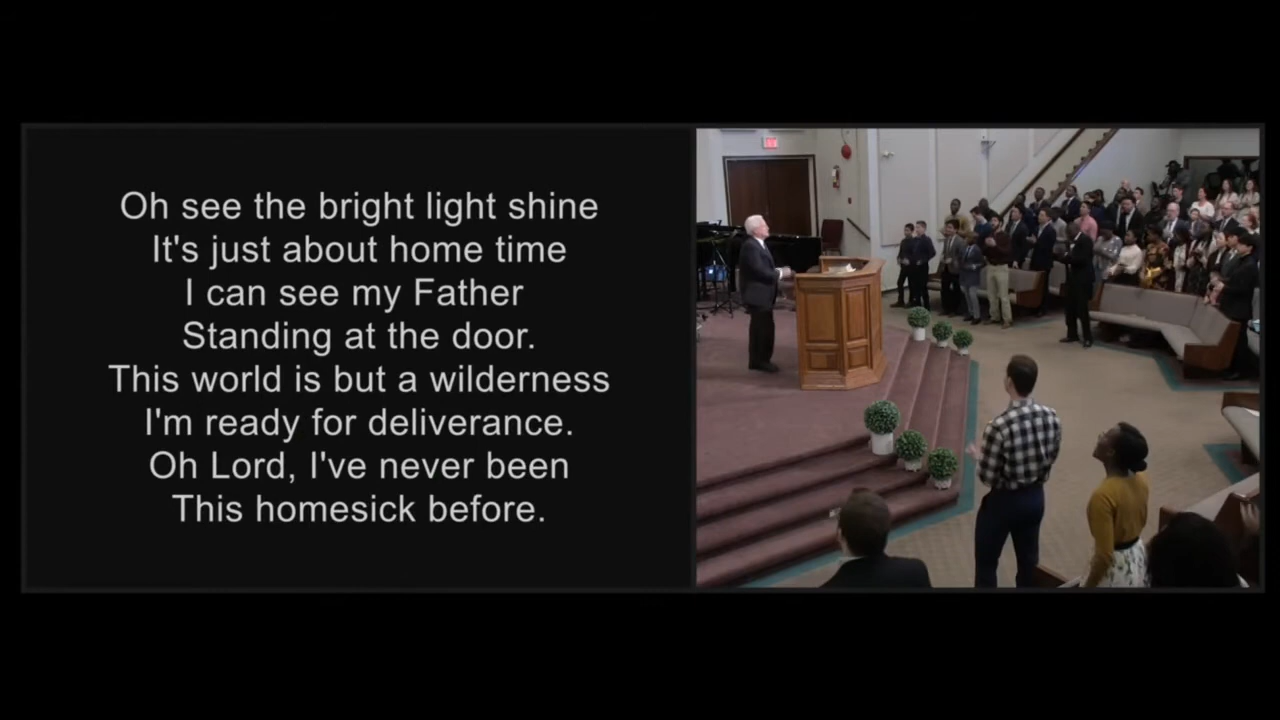 Oh see the bright light shine
It's just about home time
I can see my Father
Standing at the door.
This world is but a wilderness
I'm ready for deliverance.
Oh Lord, I've never been
This homesick before.